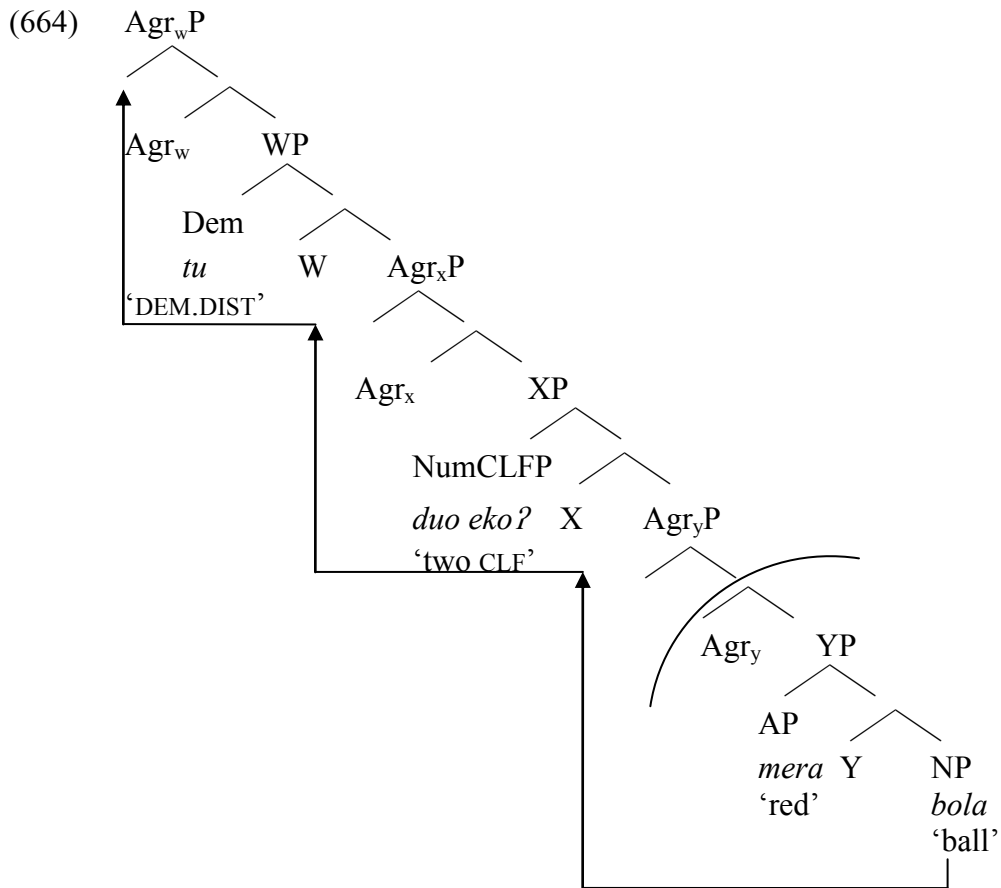 (664) AgrwP
Agrw WP
Dem
tu W AgrxP
‘DEM.DIST’
Agrx XP
NumCLFP
duo ekoʔ X AgryP
‘two CLF’
Agry YP
AP
mera Y NP
‘red’ bola
‘ball’